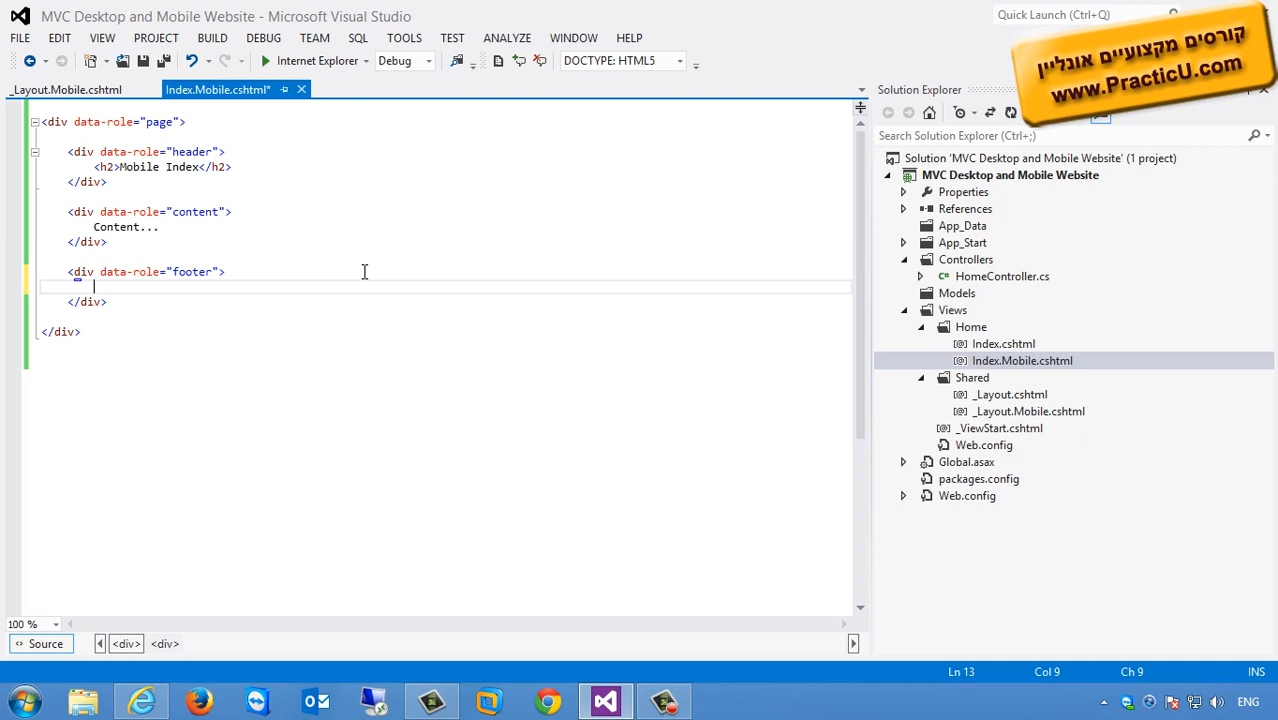 MVC Desktop and Mobile Website - Microsoft Visual Studio
Quick Launch (Ctrl+Q)
FILE EDIT VIEW PROJECT BUILD DEBUG TEAM SQL TOOLS TEST ANALYZE WINDOW HELP
Internet Explorer Debug DOCTYPE: HTML5
קורסים מקצועיים אונליין
www.PracticU.com
_Layout.Mobile.cshtml Index.Mobile.cshtml*
<div data-role="page">
<div data-role="header">
<h2>Mobile Index</h2>
</div>
<div data-role="content">
Content...
</div>
<div data-role="footer">
</div>
</div>
100 %
Source <div> <div>
Solution Explorer
Search Solution Explorer (Ctrl+;)
Solution 'MVC Desktop and Mobile Website' (1 project)
MVC Desktop and Mobile Website
Properties
References
App_Data
App_Start
Controllers
HomeController.cs
Models
Views
Home
Index.cshtml
Index.Mobile.cshtml
Shared
_Layout.cshtml
_Layout.Mobile.cshtml
_ViewStart.cshtml
Web.config
Global.asax
packages.config
Web.config
Ln 13 Col 9 Ch 9 INS
ENG